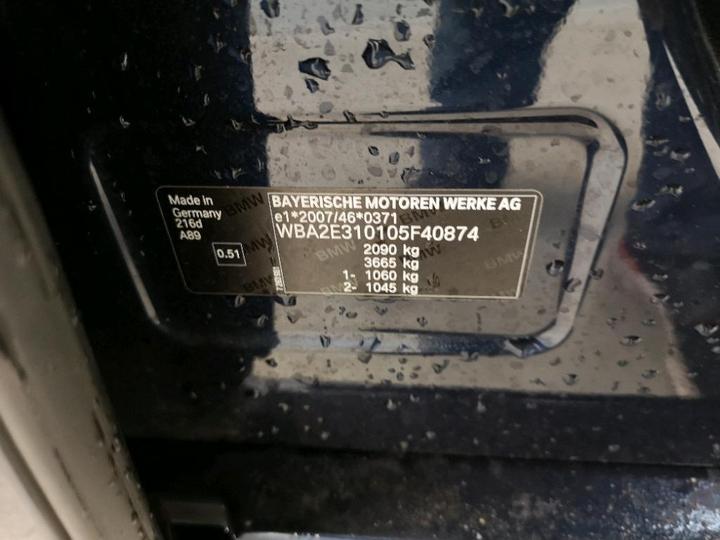 Made in
Germany
216d
A89
0.51
BAYERISCHE MOTOREN WERKE AG
e1*2007/46*0371
WBA2E310105F40874
2090 kg
3665 kg
1- 1060 kg
2- 1045 kg
BMW